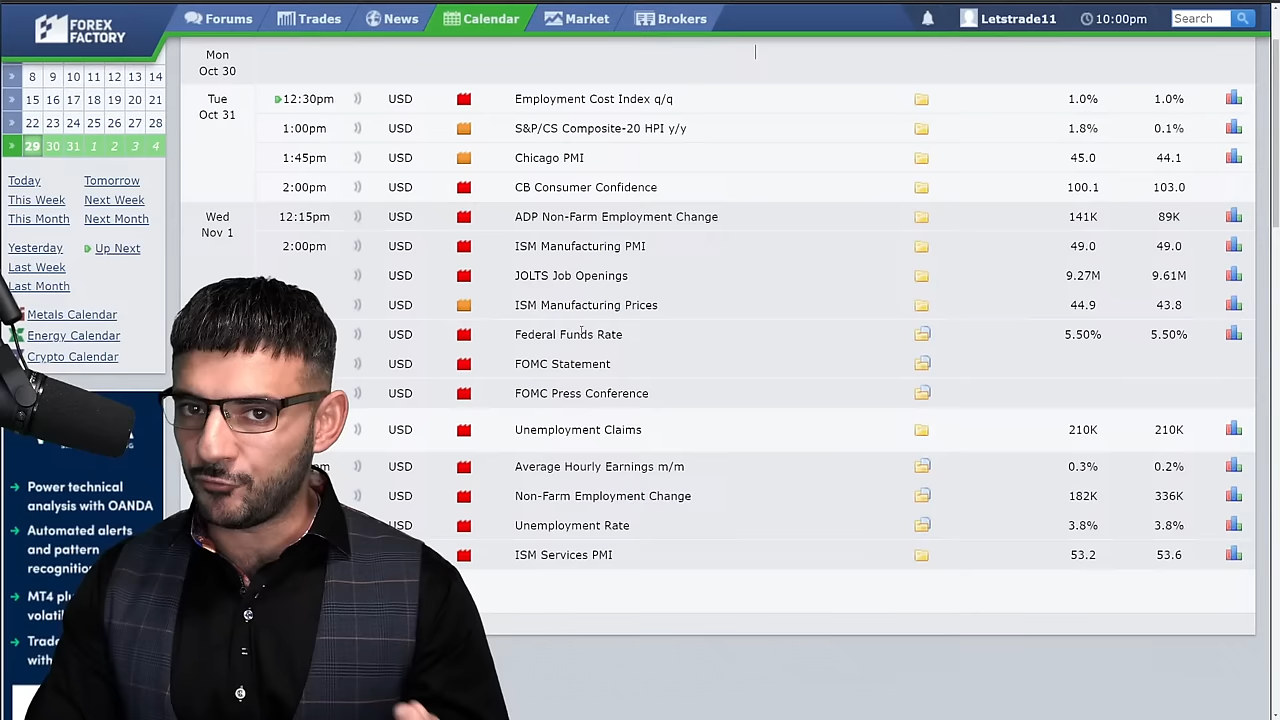 FOREX FACTORY
Forums Trades News Calendar Market Brokers Letstrade11 10:00pm Search
8 9 10 11 12 13 14
15 16 17 18 19 20 21
22 23 24 25 26 27 28
29 30 31 1 2 3 4
Today Tomorrow
This Week Next Week
This Month Next Month
Yesterday Up Next
Last Week
Last Month
Metals Calendar
Energy Calendar
Crypto Calendar
Power technical
analysis with OANDA
Automated alerts
and pattern
MT4
Mon
Oct 30
Tue
Oct 31
12:30pm USD Employment Cost Index q/q 1.0% 1.0%
1:00pm USD S&P/CS Composite-20 HPI y/y 1.8% 0.1%
1:45pm USD Chicago PMI 45.0 44.1
2:00pm USD CB Consumer Confidence 100.1 103.0
Wed
Nov 1
12:15pm USD ADP Non-Farm Employment Change 141K 89K
2:00pm USD ISM Manufacturing PMI 49.0 49.0
USD JOLTS Job Openings 9.27M 9.61M
USD ISM Manufacturing Prices 44.9 43.8
USD Federal Funds Rate 5.50% 5.50%
USD FOMC Statement
USD FOMC Press Conference
USD Unemployment Claims 210K 210K
USD Average Hourly Earnings m/m 0.3% 0.2%
USD Non-Farm Employment Change 182K
USD Unemployment Rate 3.8% 3.8%
ISM Services PMI 53.2 53.6